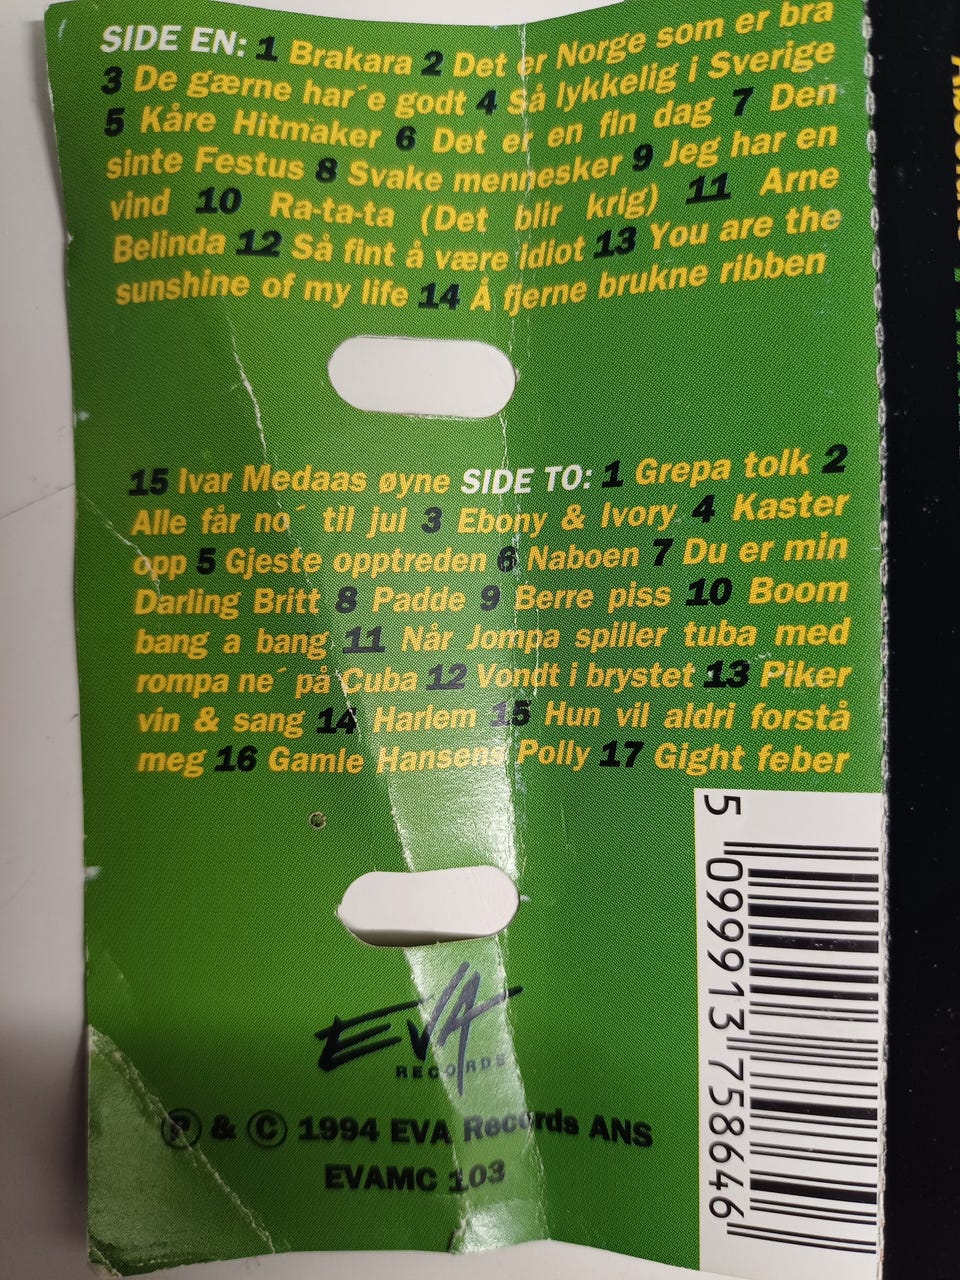 SIDE EN: 1 Brakara 2 Det er Norge som er bra
3 De gærne har´e godt 4 Så lykkelig i Sverige
5 Kåre Hitmaker 6 Det er en fin dag 7 Den
sinte Festus 8 Svake mennesker 9 Jeg har en
vind 10 Ra-ta-ta (Det blir krig) 11 Arne
Belinda 12 Så fint å være idiot 13 You are the
sunshine of my life 14 Å fjerne brukne ribben
15 Ivar Medaas øyne SIDE TO: 1 Grepa tolk 2
Alle får no´ til jul 3 Ebony & Ivory 4 Kaster
opp 5 Gjeste opptreden 6 Naboen 7 Du er min
Darling Britt 8 Padde 9 Berre piss 10 Boom
bang a bang 11 Når Jompa spiller tuba med
rompa ne´ på Cuba 12 Vondt i brystet 13 Piker
vin & sang 14 Harlem 15 Hun vil aldri forstå
meg 16 Gamle Hansens Polly 17 Gight feber
EVA
RECORDS
Ⓟ & © 1994 EVA Records ANS
EVAMC 103
5 099913 758646